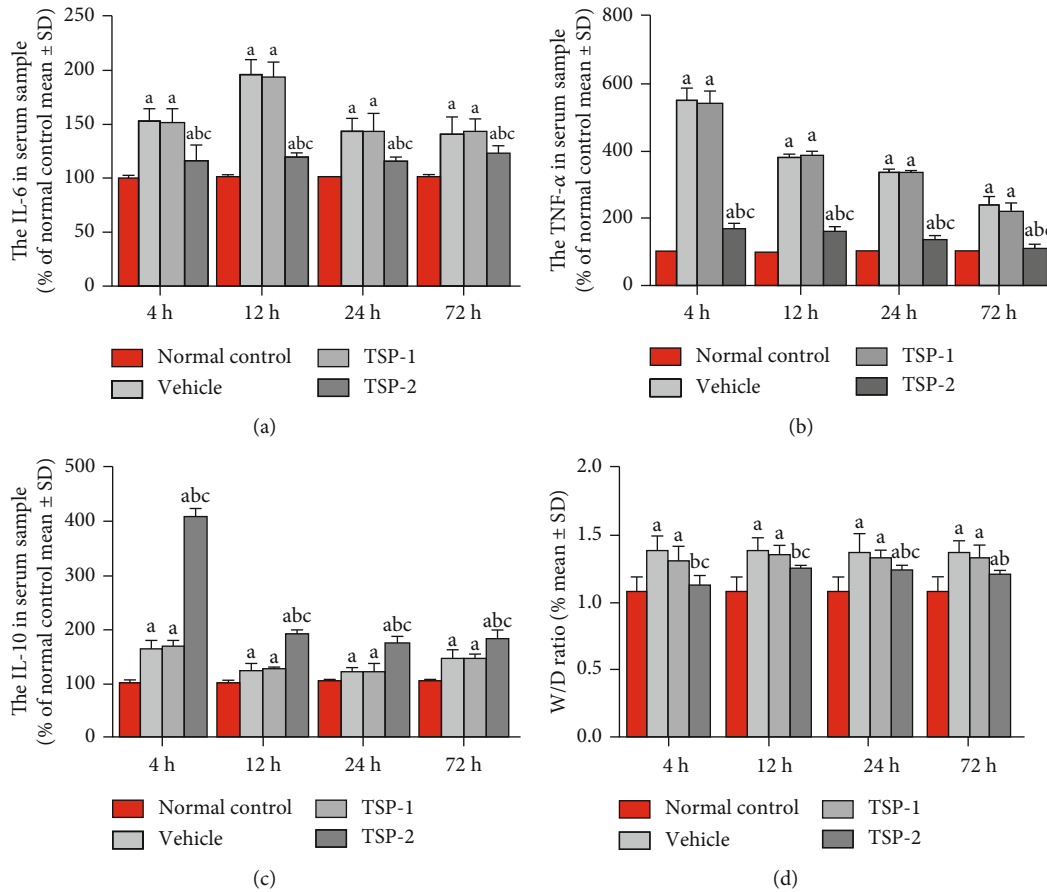 The IL-6 in serum sample
(% of normal control mean ± SD)
250
200
150
100
50
0
a a abc
a a abc
a a abc
a a abc
4 h 12 h 24 h 72 h
Normal control TSP-1
Vehicle TSP-2
(a)
The TNF-α in serum sample
(% of normal control mean ± SD)
800
600
400
200
0
a a abc
a a abc
a a abc
a a abc
4 h 12 h 24 h 72 h
Normal control TSP-1
Vehicle TSP-2
(b)
The IL-10 in serum sample
(% of normal control mean ± SD)
500
400
300
200
100
0
a a abc
a a abc
a a abc
a a abc
4 h 12 h 24 h 72 h
Normal control TSP-1
Vehicle TSP-2
(c)
W/D ratio (% mean ± SD)
2.0
1.5
1.0
0.5
0.0
a a bc
a a bc
a a abc
a a ab
4 h 12 h 24 h 72 h
Normal control TSP-1
Vehicle TSP-2
(d)